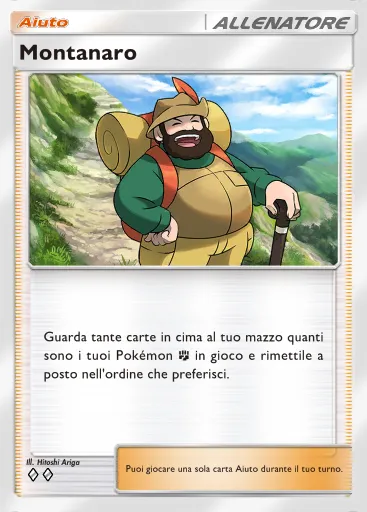 Aiuto
ALLENATORE
Montanaro
Guarda tante carte in cima al tuo mazzo quanti
sono i tuoi Pokémon in gioco e rimettile a
posto nell'ordine che preferisci.
Ill. Hitoshi Ariga
Puoi giocare una sola carta Aiuto durante il tuo turno.